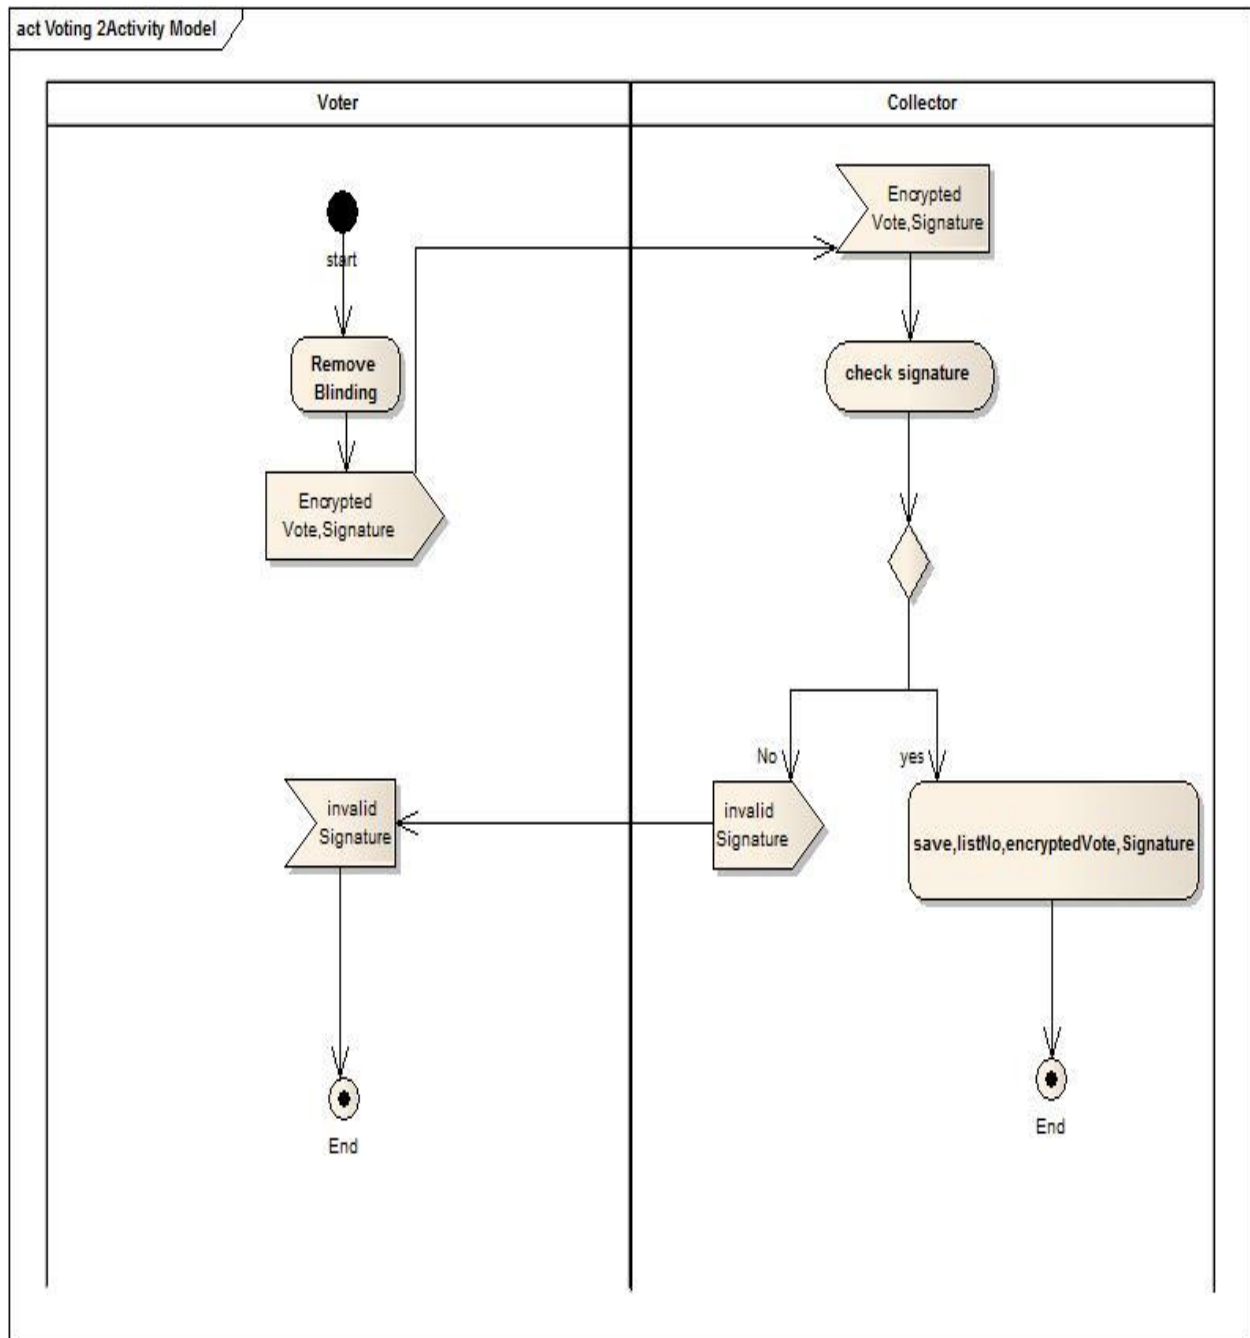 act Voting 2Activity Model
Voter
Collector
start
Remove
Blinding
Encrypted
Vote,Signature
Encrypted
Vote,Signature
check signature
No
yes
invalid
Signature
invalid
Signature
save,listNo,encryptedVote,Signature
End
End